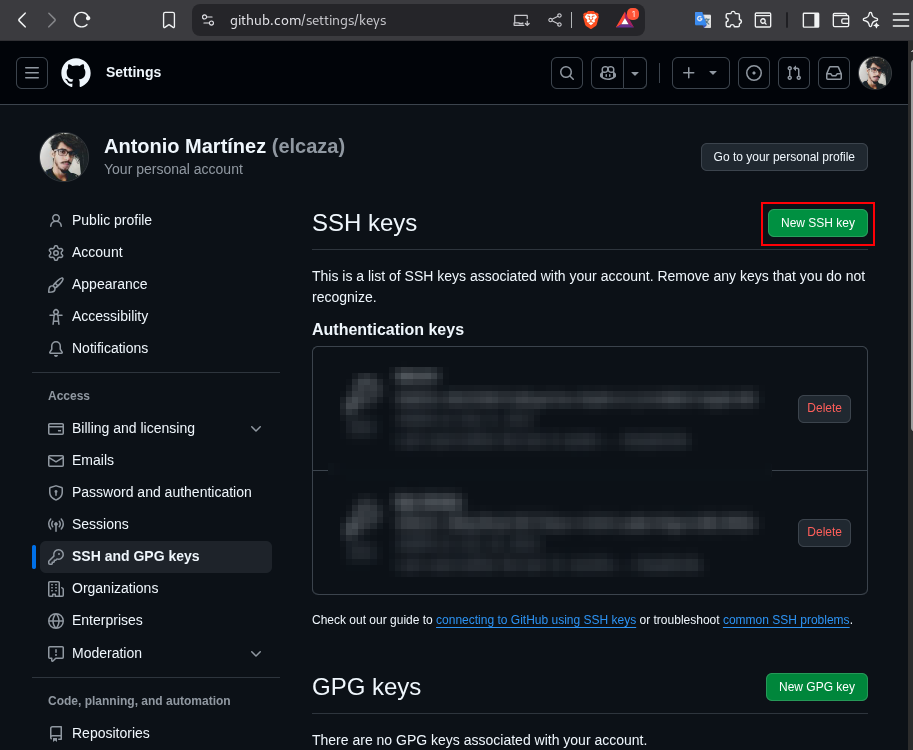 github.com/settings/keys
1
Settings
Antonio Martínez (elcaza)
Your personal account
Go to your personal profile
Public profile
Account
Appearance
Accessibility
Notifications
Access
Billing and licensing
Emails
Password and authentication
Sessions
SSH and GPG keys
Organizations
Enterprises
Moderation
Code, planning, and automation
Repositories
SSH keys
New SSH key
This is a list of SSH keys associated with your account. Remove any keys that you do not
recognize.
Authentication keys
Delete
Delete
Check out our guide to connecting to GitHub using SSH keys or troubleshoot common SSH problems.
GPG keys
New GPG key
There are no GPG keys associated with your account.